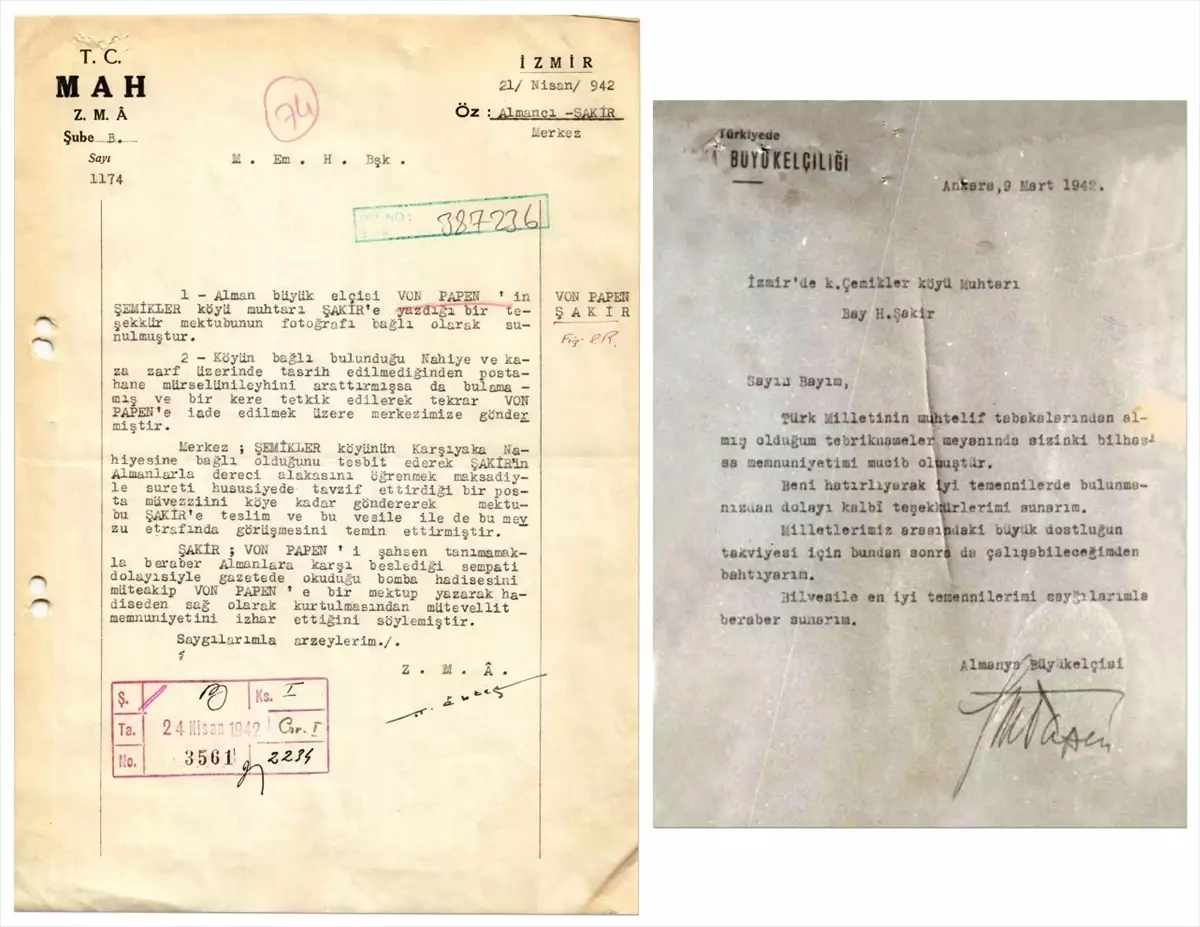 T. C.
MAH
Z. M. Â
Şube B.
Sayı
1174
74
İZMİR
21/ Nisan/ 942
Öz : Almancı -ŞAKİR
Merkez
M. Em. H. Bşk.
387236
1 - Alman büyük elçisi VON PAPEN 'in
ŞEMİKLER köyü muhtarı ŞAKİR'e yazdığı bir te-
şekkür mektubunun fotoğrafı bağlı olarak su-
nulmuştur.
VON PAPEN
ŞAKİR
2 - Köyün bağlı bulunduğu Nahiye ve ka-
za zarf üzerinde tasrih edilmediğinden posta-
hane mürselünileyhini arattırmışsa da bulama -
mış ve bir kere tetkik edilerek tekrar VON
PAPEN'e iade edilmek üzere merkezimize gönder
miştir.
Merkez ; ŞEMİKLER köyünün Karşıyaka Na-
hiyesine bağlı olduğunu tesbit ederek ŞAKİR'in
Almanlarla dereci alakasını öğrenmek maksadiy-
le sureti hususiyede tavzif ettirdiği bir pos-
ta müvezziini köye kadar göndererek mektu-
bu ŞAKİR'e teslim ve bu vesile ile de bu mev
zu etrafında görüşmesini temin ettirmiştir.
ŞAKİR ; VON PAPEN ' i şahsen tanımamak-
la beraber Almanlara karşı beslediği sempati
dolayısiyle gazetede okuduğu bomba hadisesini
müteakip VON PAPEN ' e bir mektup yazarak ha-
diseden sağ olarak kurtulmasından mütevellit
memnuniyetini izhar ettiğini söylemiştir.
Saygılarımla arzeylerim./.
Z. M. Â.
Ş. B Ks. I
Ta. 24 Nisan 1942 Gr. I
No. 3561 2234
Türkiyede
BÜYÜKELÇİLİĞİ
Ankara,9 Mart 1942.
İzmir'de k.Çemikler köyü Muhtarı
Bay H.Şakir
Sayın Bayım,
Türk Milletinin muhtelif tabakalarından al-
mış olduğum tebriknameler meyanında sizinki bilhas
sa memnuniyetimi mucib olmuştur.
Beni hatırlıyarak iyi temennilerde bulunma-
nızdan dolayı kalbî teşekkürlerimi sunarım.
Milletlerimiz arasındaki büyük dostluğun
takviyesi için bundan sonra da çalışabileceğimden
bahtıyarım.
Bilvesile en iyi temennilerimi saygılarımla
beraber sunarım.
Almanya Büyükelçisi